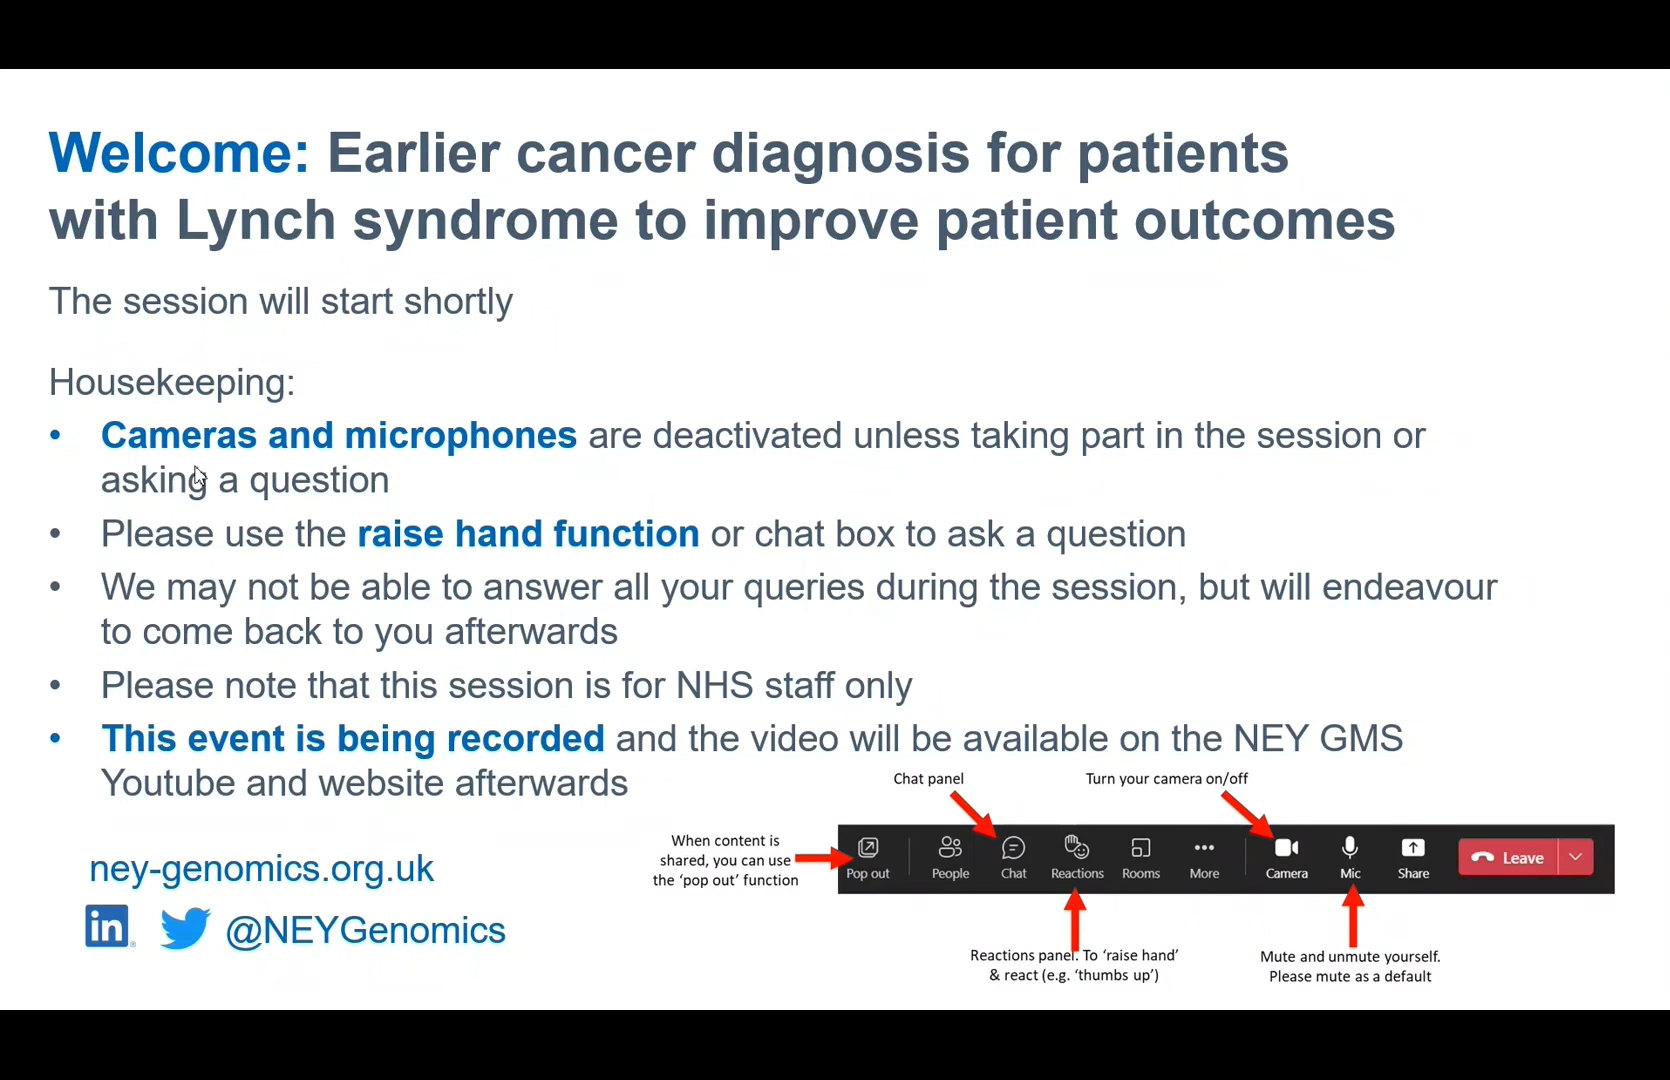 Welcome: Earlier cancer diagnosis for patients
with Lynch syndrome to improve patient outcomes
The session will start shortly
Housekeeping:
• Cameras and microphones are deactivated unless taking part in the session or
asking a question
• Please use the raise hand function or chat box to ask a question
• We may not be able to answer all your queries during the session, but will endeavour
to come back to you afterwards
• Please note that this session is for NHS staff only
• This event is being recorded and the video will be available on the NEY GMS
Youtube and website afterwards
Chat panel
Turn your camera on/off
When content is
shared, you can use
the ‘pop out’ function
Pop out People Chat Reactions Rooms More Camera Mic Share Leave
Reactions panel. To ‘raise hand’
& react (e.g. ‘thumbs up’)
Mute and unmute yourself.
Please mute as a default
ney-genomics.org.uk
in @NEYGenomics